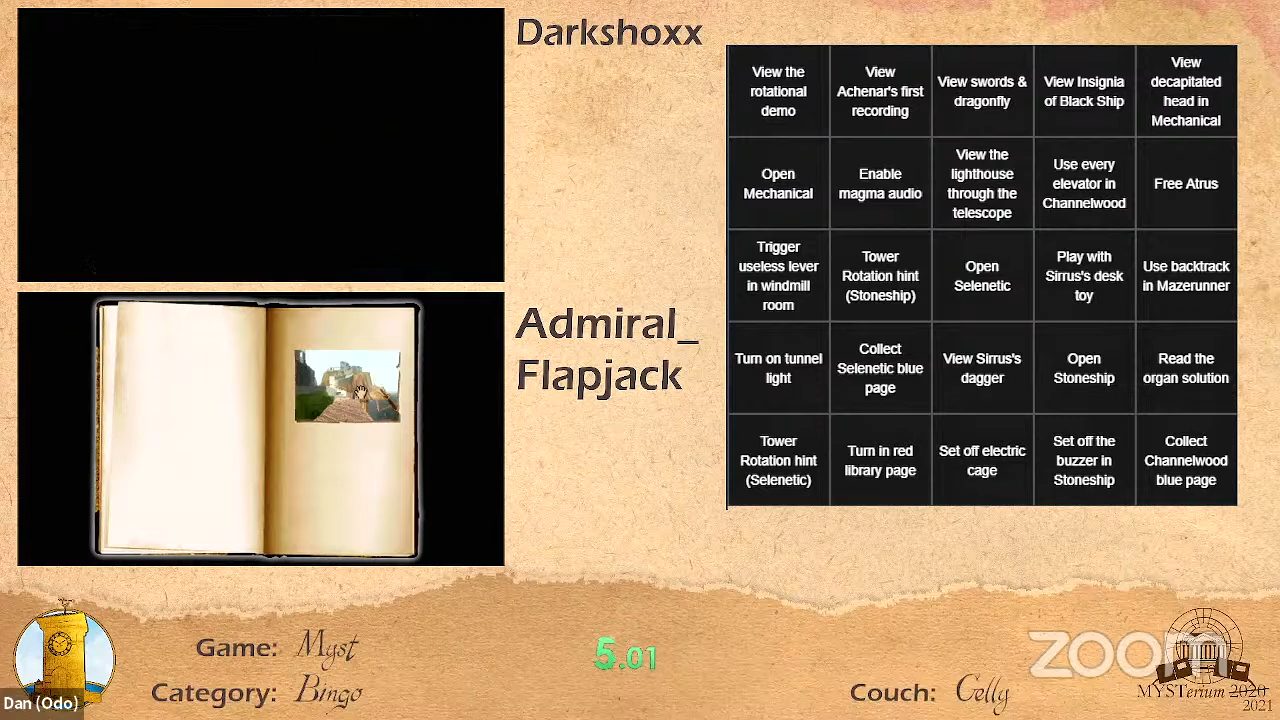 Darkshoxx
Admiral_
Flapjack
View the
rotational
demo
View
Achenar's first
recording
View swords &
dragonfly
View Insignia
of Black Ship
View
decapitated
head in
Mechanical
Open
Mechanical
Enable
magma audio
View the
lighthouse
through the
telescope
Use every
elevator in
Channelwood
Free Atrus
Trigger
useless lever
in windmill
room
Tower
Rotation hint
(Stoneship)
Open
Selenetic
Play with
Sirrus's desk
toy
Use backtrack
in Mazerunner
Turn on tunnel
light
Collect
Selenetic blue
page
View Sirrus's
dagger
Open
Stoneship
Read the
organ solution
Tower
Rotation hint
(Selenetic)
Turn in red
library page
Set off electric
cage
Set off the
buzzer in
Stoneship
Collect
Channelwood
blue page
Game: Myst
Category: Bingo
5.01
Couch: Celly
zoom
MYSTerium 2020
2021
Dan (Odo)